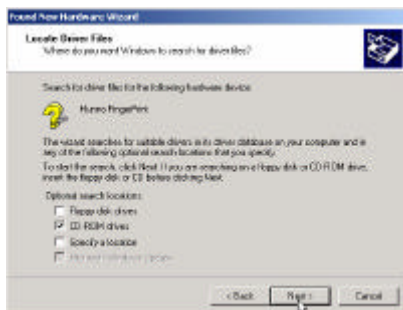 Found New Hardware Wizard
Locate Driver Files
Where do you want Windows to search for driver files?
Search for driver files for the following hardware device:
Hunno FingerPrint
The wizard searches for suitable drivers in its driver database on your computer and in
any of the following optional search locations that you specify.
To start the search, click Next. If you are searching on a floppy disk or CD-ROM drive,
insert the floppy disk or CD before clicking Next.
Optional search locations:
Floppy disk drives
CD-ROM drives
Specify a location
Microsoft Windows Update
< Back
Next >
Cancel